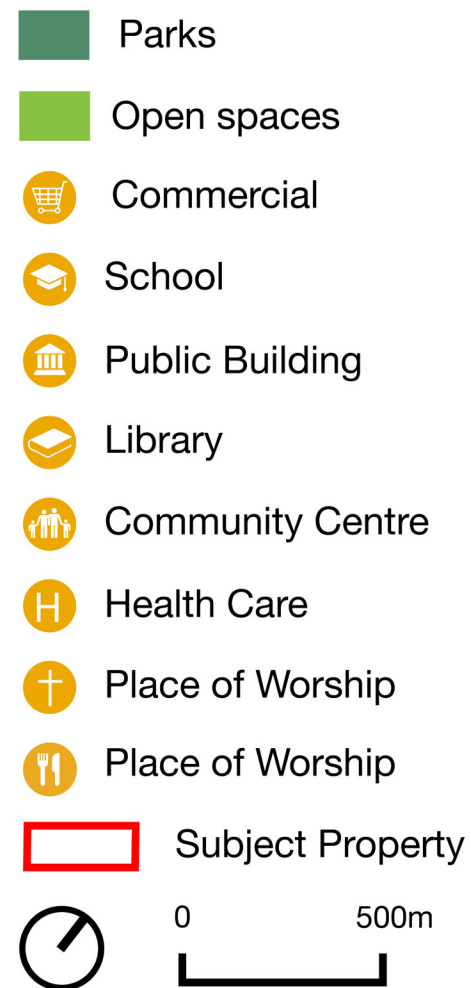 Parks
Open spaces
Commercial
School
Public Building
Library
Community Centre
H Health Care
Place of Worship
Place of Worship
Subject Property
0 500m